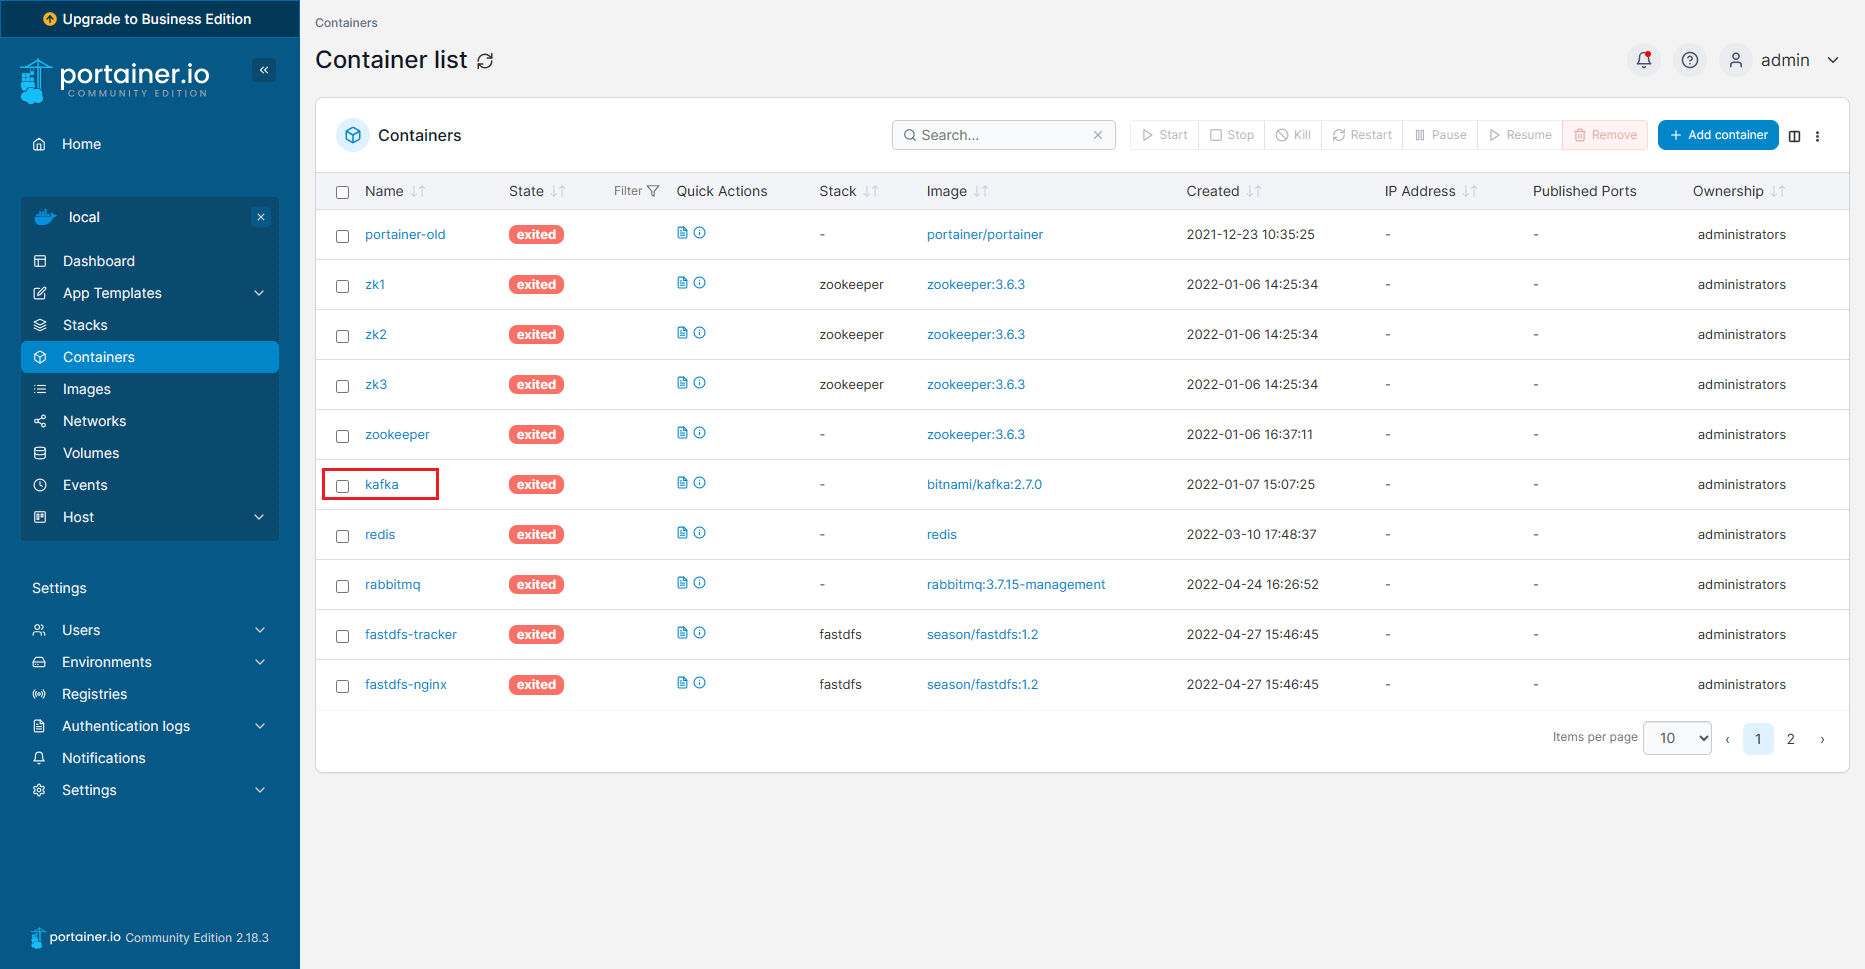 Upgrade to Business Edition
portainer.io
COMMUNITY EDITION
Home
local
Dashboard
App Templates
Stacks
Containers
Images
Networks
Volumes
Events
Host
Settings
Users
Environments
Registries
Authentication logs
Notifications
Settings
portainer.io Community Edition 2.18.3
Containers
Container list
admin
Containers
Search...
Start Stop Kill Restart Pause Resume Remove
Add container
Name State Filter Quick Actions Stack Image Created IP Address Published Ports Ownership
portainer-old exited - portainer/portainer 2021-12-23 10:35:25 - - administrators
zk1 exited zookeeper zookeeper:3.6.3 2022-01-06 14:25:34 - - administrators
zk2 exited zookeeper zookeeper:3.6.3 2022-01-06 14:25:34 - - administrators
zk3 exited zookeeper zookeeper:3.6.3 2022-01-06 14:25:34 - - administrators
zookeeper exited - zookeeper:3.6.3 2022-01-06 16:37:11 - - administrators
kafka exited - bitnami/kafka:2.7.0 2022-01-07 15:07:25 - - administrators
redis exited - redis 2022-03-10 17:48:37 - - administrators
rabbitmq exited - rabbitmq:3.7.15-management 2022-04-24 16:26:52 - - administrators
fastdfs-tracker exited fastdfs season/fastdfs:1.2 2022-04-27 15:46:45 - - administrators
fastdfs-nginx exited fastdfs season/fastdfs:1.2 2022-04-27 15:46:45 - - administrators
Items per page 10 ‹ 1 2 ›